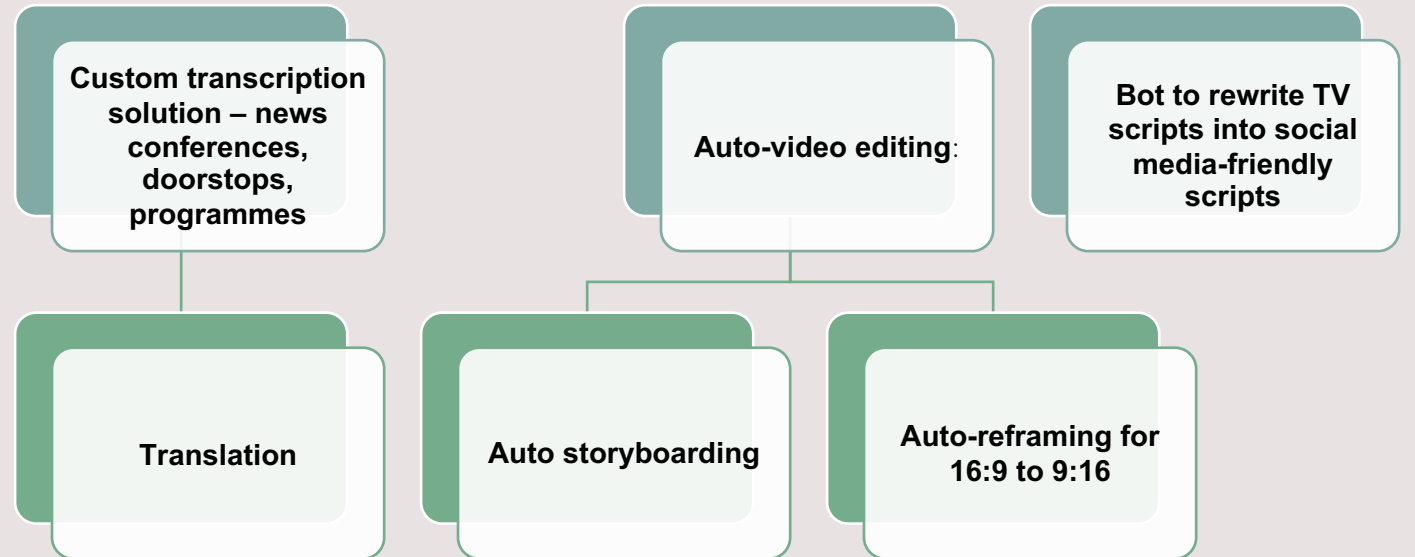 Custom transcription
solution – news
conferences,
doorstops,
programmes
Auto-video editing:
Bot to rewrite TV
scripts into social
media-friendly
scripts
Translation
Auto storyboarding
Auto-reframing for
16:9 to 9:16